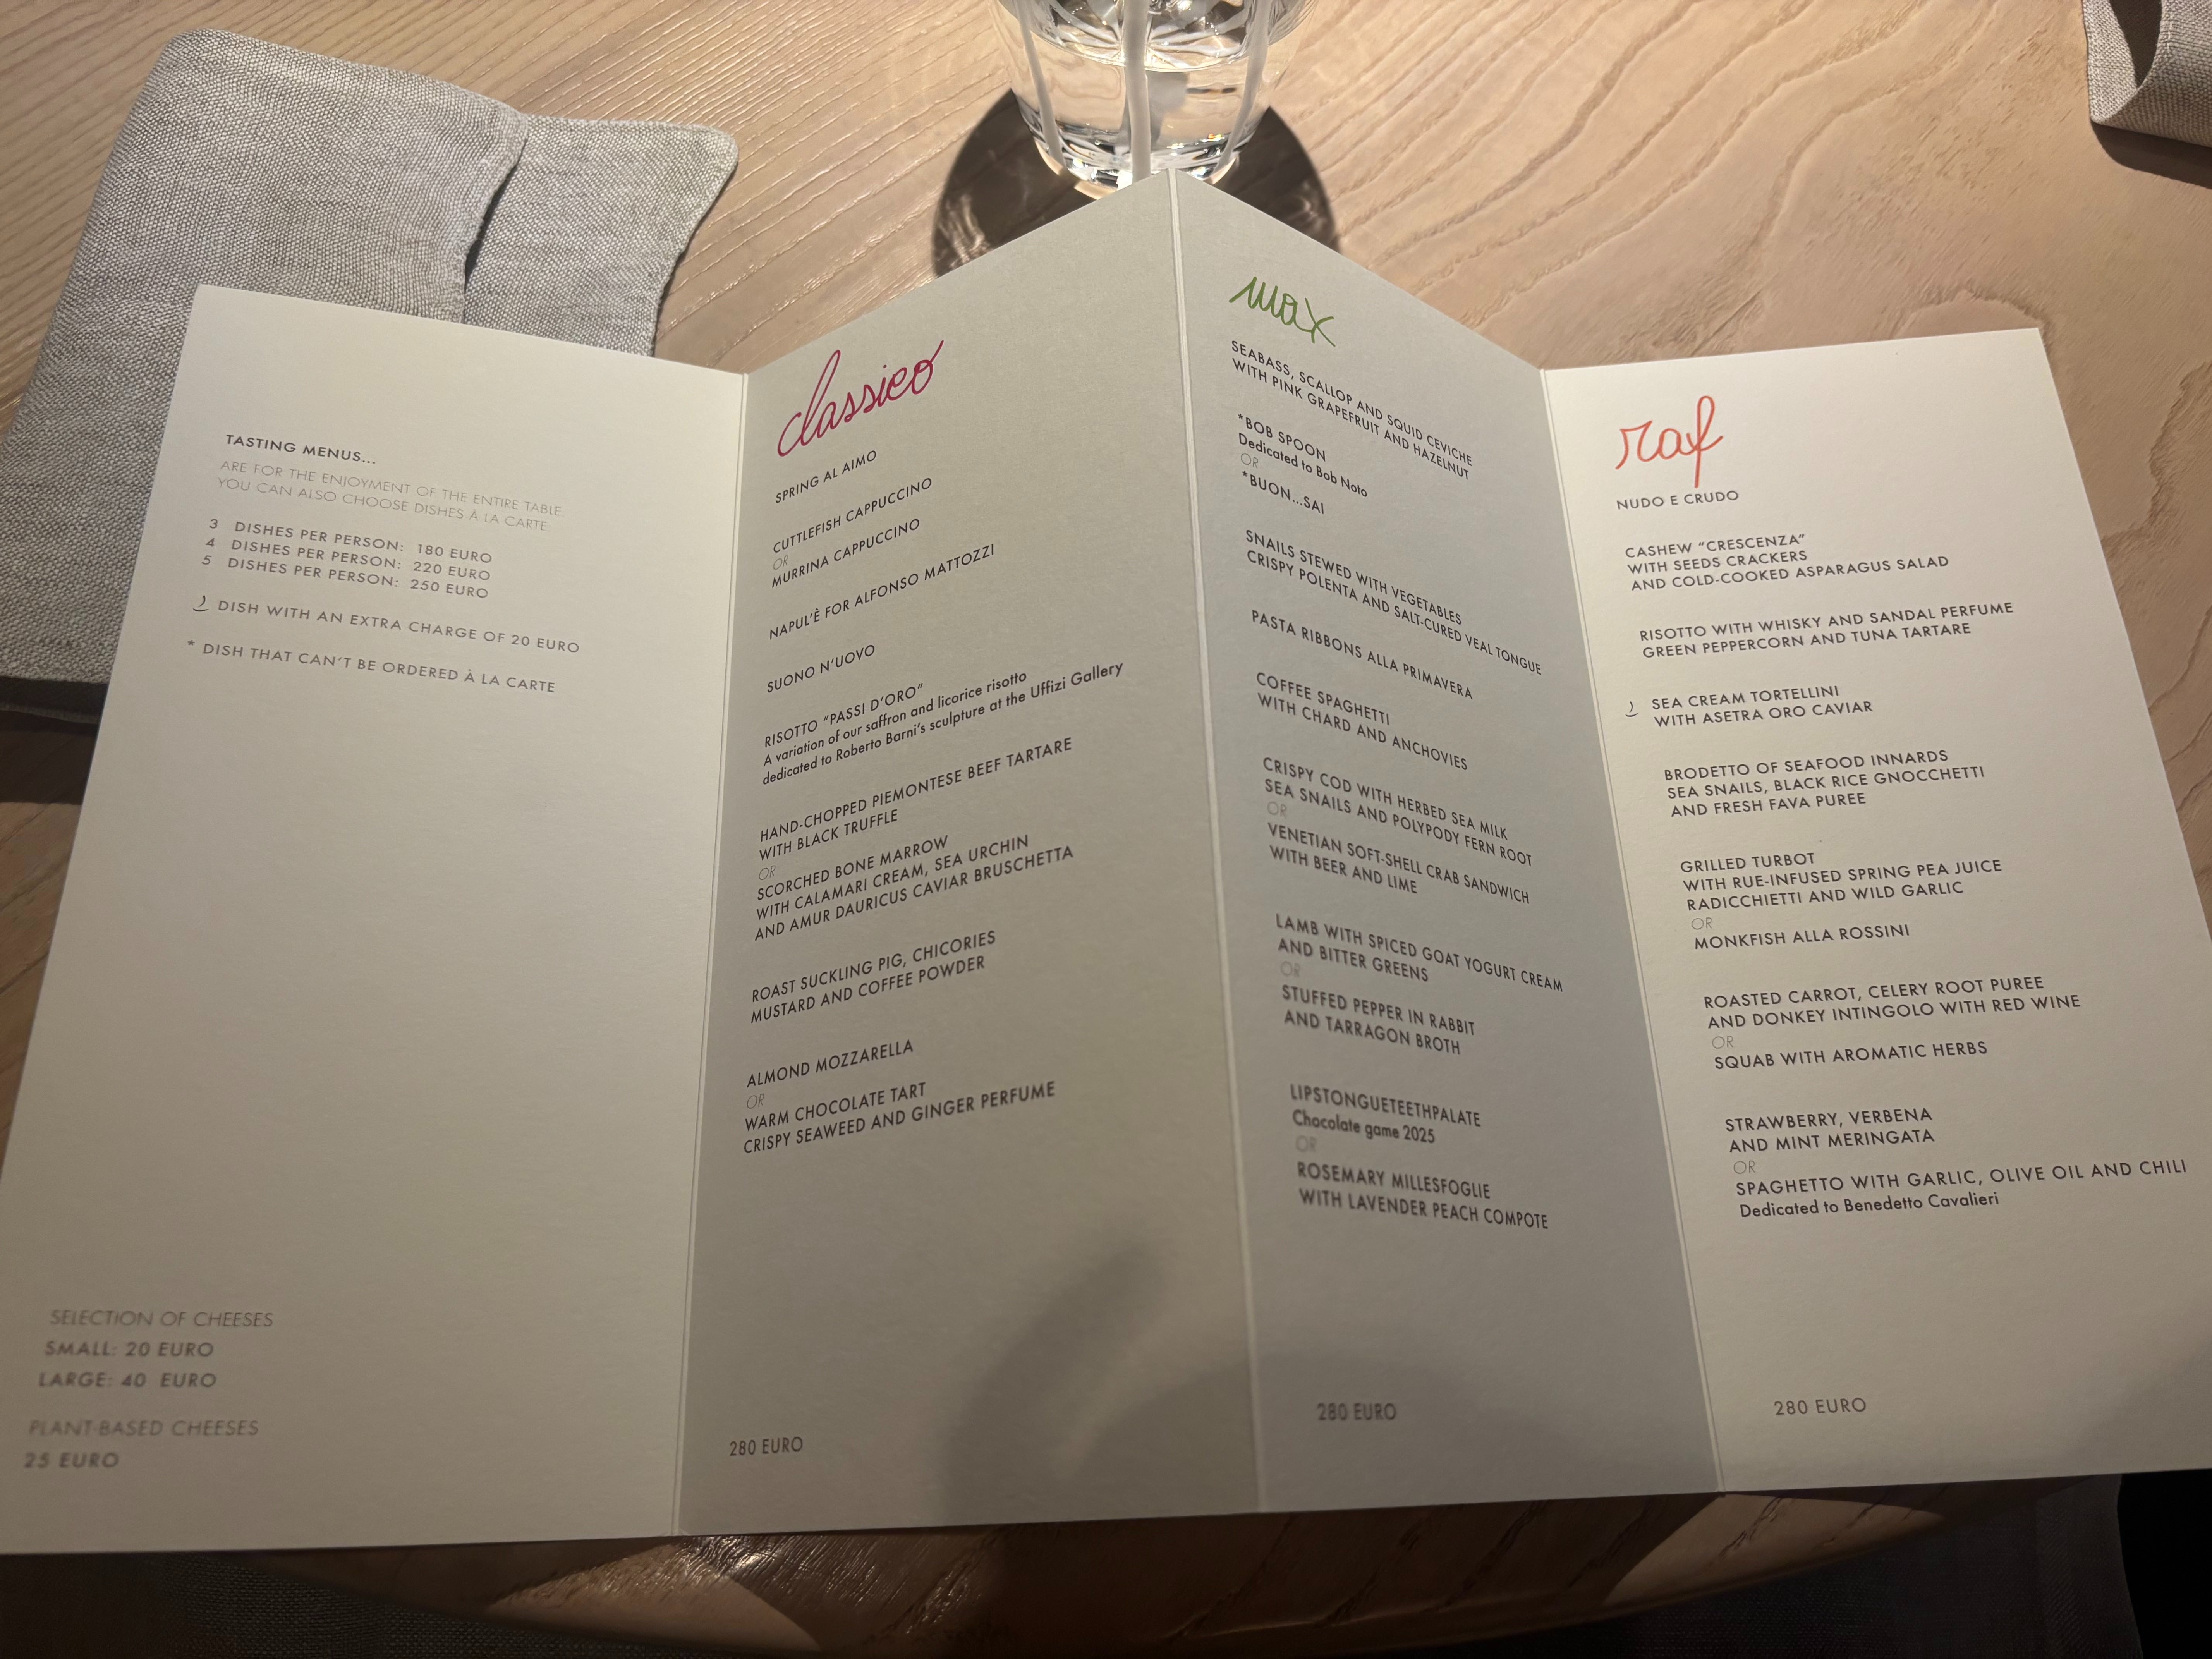 TASTING MENUS...
ARE FOR THE ENJOYMENT OF THE ENTIRE TABLE.
YOU CAN ALSO CHOOSE DISHES À LA CARTE:
3 DISHES PER PERSON: 180 EURO
4 DISHES PER PERSON: 220 EURO
5 DISHES PER PERSON: 250 EURO
DISH WITH AN EXTRA CHARGE OF 20 EURO
* DISH THAT CAN'T BE ORDERED À LA CARTE
SELECTION OF CHEESES
SMALL: 20 EURO
LARGE: 40 EURO
PLANT-BASED CHEESES
25 EURO
classico
SPRING AL AIMO
CUTTLEFISH CAPPUCCINO
OR
MURRINA CAPPUCCINO
NAPUL'È FOR ALFONSO MATTOZZI
SUONO N'UOVO
RISOTTO "PASSI D'ORO"
A variation of our saffron and licorice risotto
dedicated to Roberto Barni's sculpture at the Uffizi Gallery
HAND-CHOPPED PIEMONTESE BEEF TARTARE
WITH BLACK TRUFFLE
OR
SCORCHED BONE MARROW
WITH CALAMARI CREAM, SEA URCHIN
AND AMUR DAURICUS CAVIAR BRUSCHETTA
ROAST SUCKLING PIG, CHICORIES
MUSTARD AND COFFEE POWDER
ALMOND MOZZARELLA
OR
WARM CHOCOLATE TART
CRISPY SEAWEED AND GINGER PERFUME
280 EURO
max
SEABASS, SCALLOP AND SQUID CEVICHE
WITH PINK GRAPEFRUIT AND HAZELNUT
*BOB SPOON
Dedicated to Bob Noto
OR
*BUON...SAI
SNAILS STEWED WITH VEGETABLES
CRISPY POLENTA AND SALT-CURED VEAL TONGUE
PASTA RIBBONS ALLA PRIMAVERA
COFFEE SPAGHETTI
WITH CHARD AND ANCHOVIES
CRISPY COD WITH HERBED SEA MILK
SEA SNAILS AND POLYPODY FERN ROOT
OR
VENETIAN SOFT-SHELL CRAB SANDWICH
WITH BEER AND LIME
LAMB WITH SPICED GOAT YOGURT CREAM
AND BITTER GREENS
OR
STUFFED PEPPER IN RABBIT
AND TARRAGON BROTH
LIPSTONGUETEETHPALATE
Chocolate game 2025
OR
ROSEMARY MILLESFOGLIE
WITH LAVENDER PEACH COMPOTE
280 EURO
raf
NUDO E CRUDO
CASHEW "CRESCENZA"
WITH SEEDS CRACKERS
AND COLD-COOKED ASPARAGUS SALAD
RISOTTO WITH WHISKY AND SANDAL PERFUME
GREEN PEPPERCORN AND TUNA TARTARE
SEA CREAM TORTELLINI
WITH ASETRA ORO CAVIAR
BRODETTO OF SEAFOOD INNARDS
SEA SNAILS, BLACK RICE GNOCCHETTI
AND FRESH FAVA PUREE
GRILLED TURBOT
WITH RUE-INFUSED SPRING PEA JUICE
RADICCHIETTI AND WILD GARLIC
OR
MONKFISH ALLA ROSSINI
ROASTED CARROT, CELERY ROOT PUREE
AND DONKEY INTINGOLO WITH RED WINE
OR
SQUAB WITH AROMATIC HERBS
STRAWBERRY, VERBENA
AND MINT MERINGATA
OR
SPAGHETTO WITH GARLIC, OLIVE OIL AND CHILI
Dedicated to Benedetto Cavalieri
280 EURO